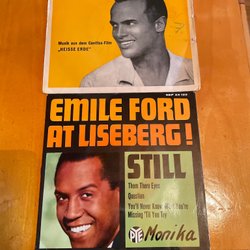 Musik aus dem Centfox-Film
„HEISSE ERDE"
EMILE FORD
AT LISEBERG!
STILL
Them There Eyes
Question
You'll Never Know What You're
Missing 'Til You Try
PYE
Monika